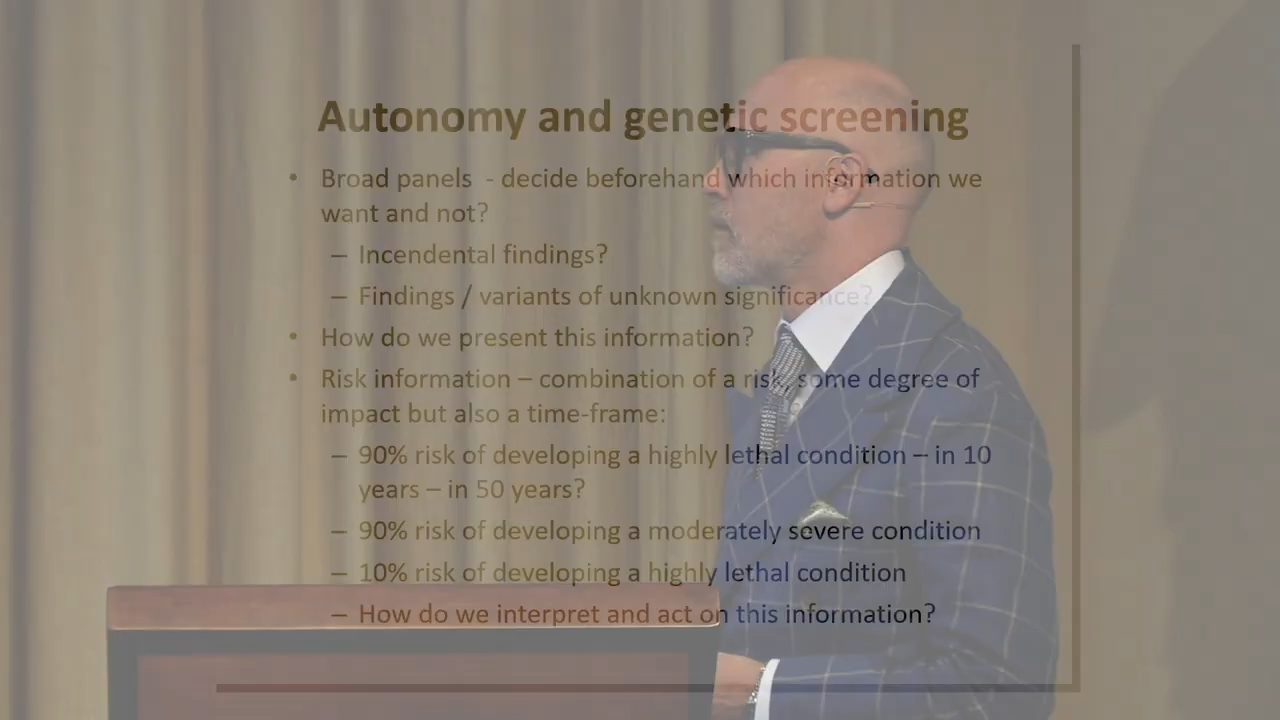 Autonomy and genetic screening
• Broad panels - decide beforehand which information we
want and not?
– Incendental findings?
– Findings / variants of unknown significance?
• How do we present this information?
• Risk information – combination of a risk, some degree of
impact but also a time-frame:
– 90% risk of developing a highly lethal condition – in 10
years – in 50 years?
– 90% risk of developing a moderately severe condition
– 10% risk of developing a highly lethal condition
– How do we interpret and act on this information?